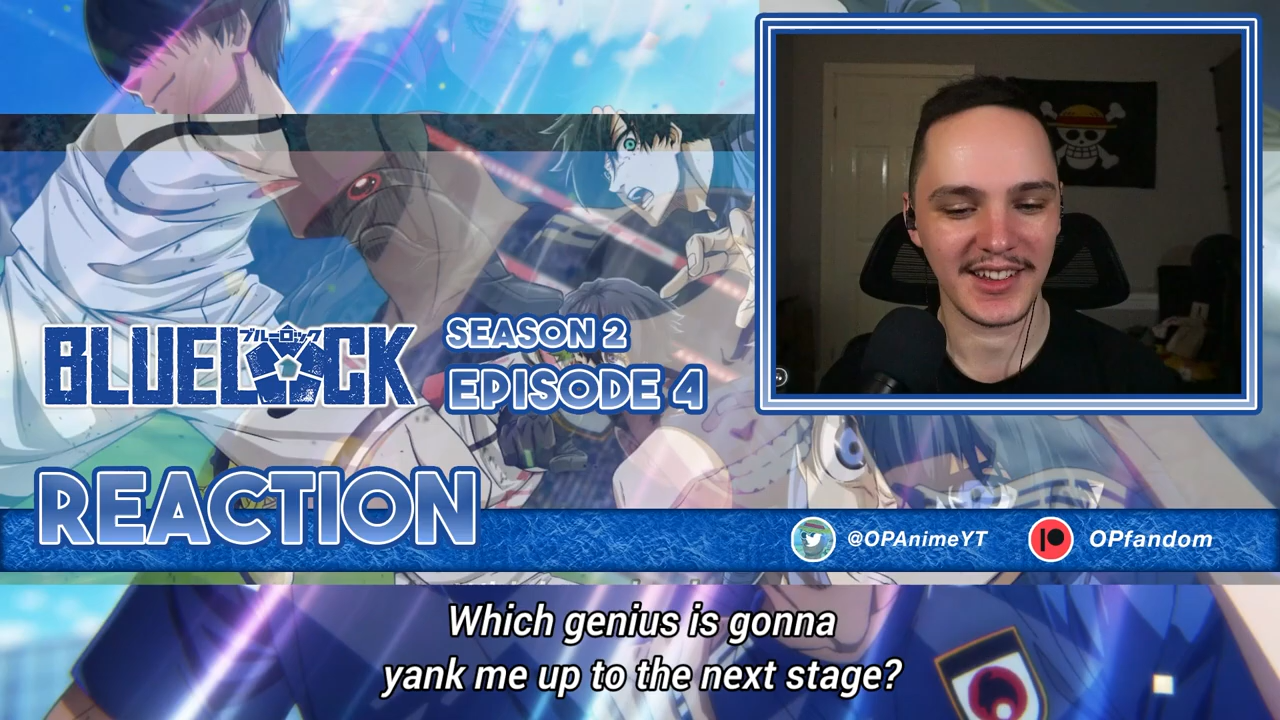 ブルーロック
BLUELOCK
SEASON 2
EPISODE 4
REACTION
@OPAnimeYT
OPfandom
Which genius is gonna
yank me up to the next stage?